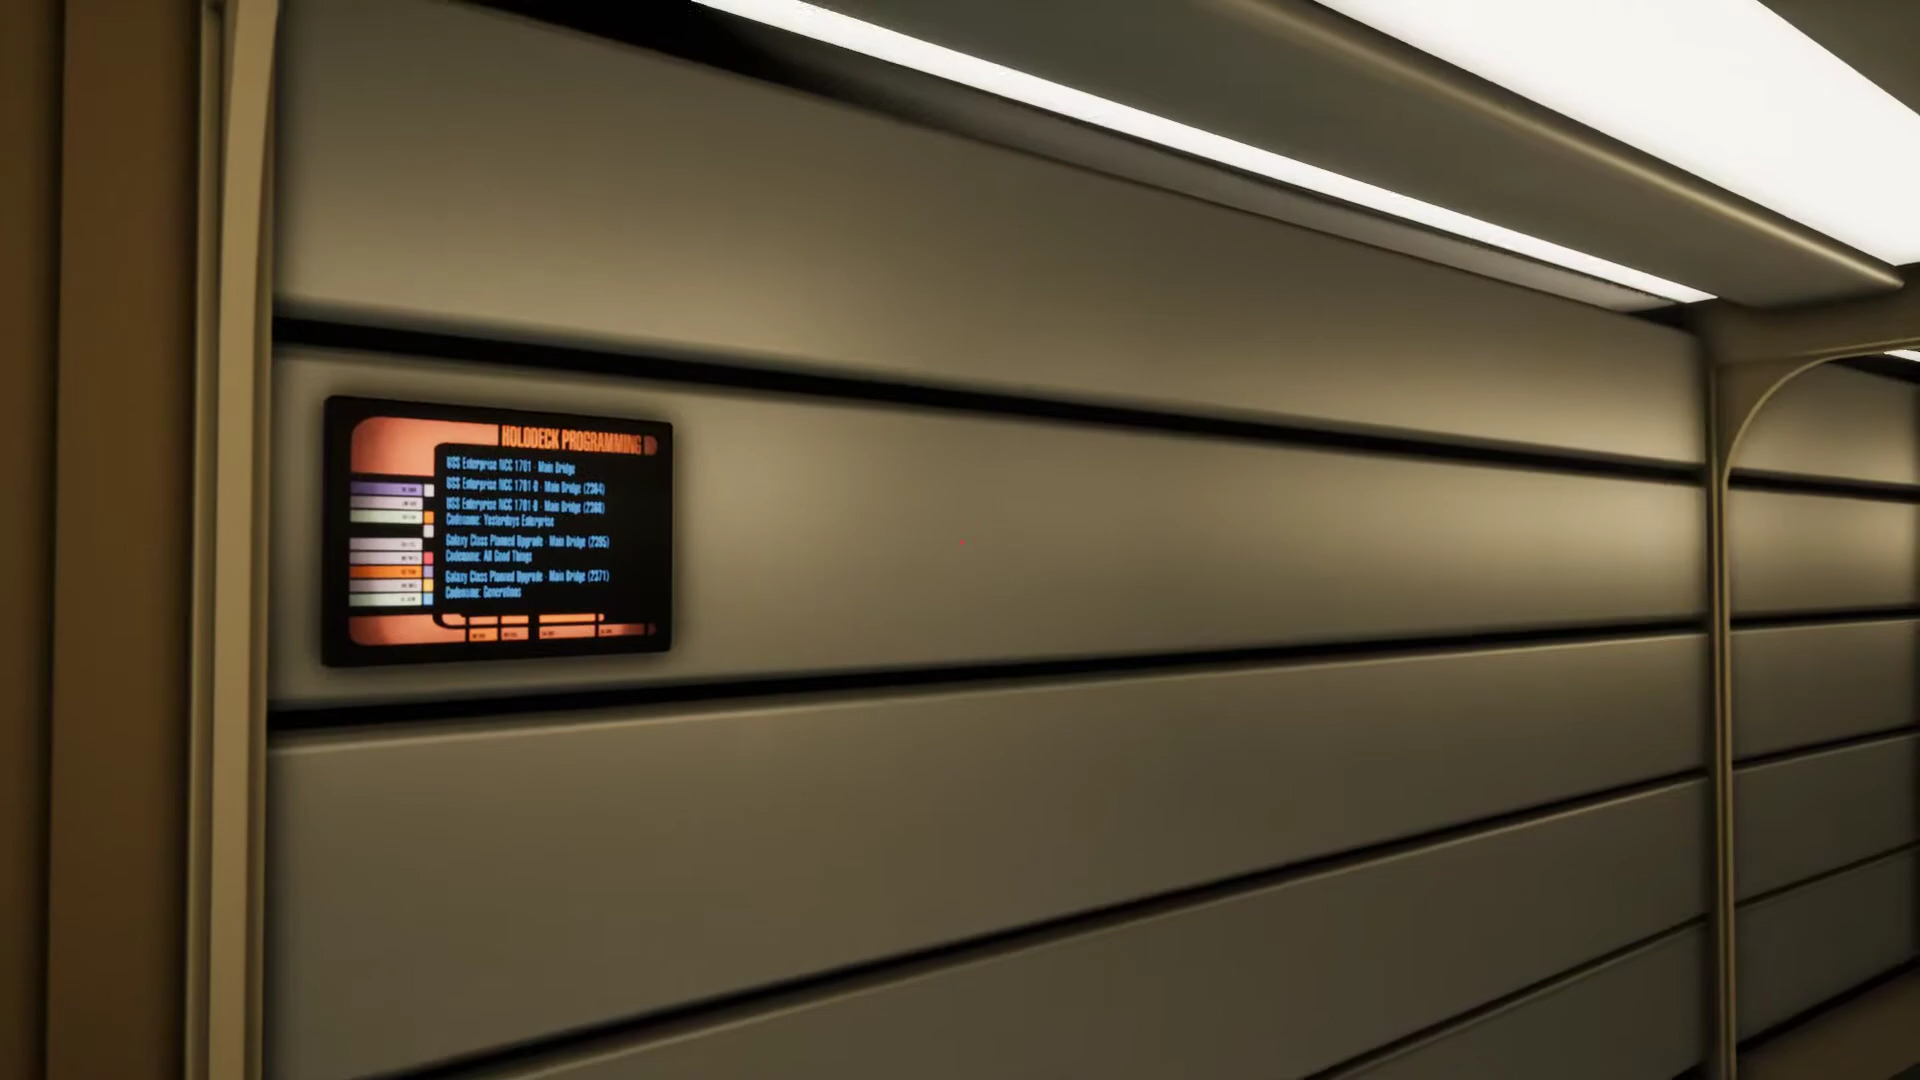 HOLODECK PROGRAMMING
USS Enterprise NCC 1701 - Main Bridge
USS Enterprise NCC 1701-D - Main Bridge (2364)
USS Enterprise NCC 1701-D - Main Bridge (2366)
Codename: Yesterdays Enterprise
Galaxy Class Planned Upgrade - Main Bridge (2395)
Codename: All Good Things
Galaxy Class Planned Upgrade - Main Bridge (2371)
Codename: Generations